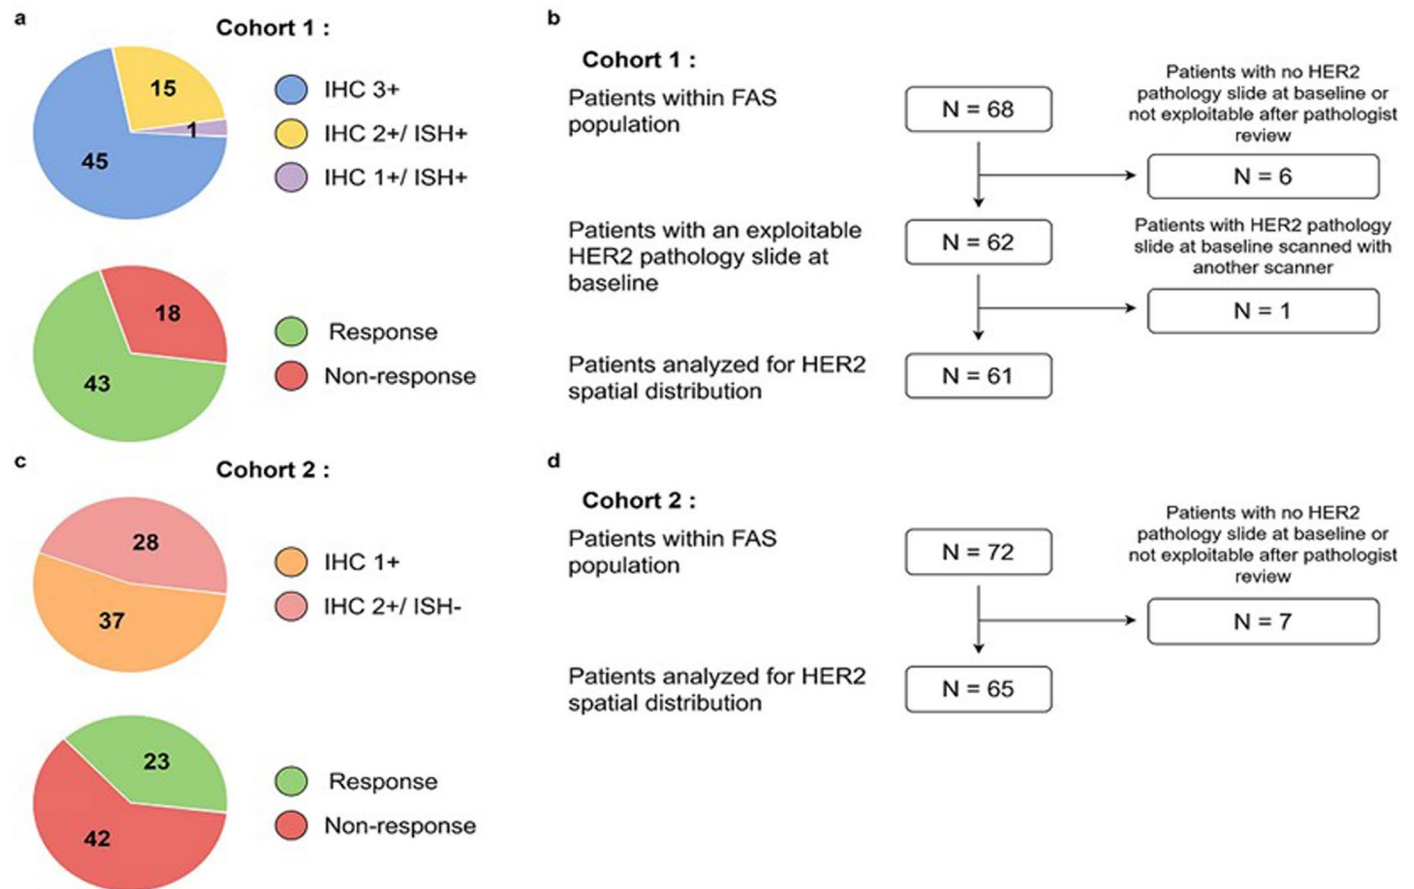 a
Cohort 1 :
15
1
45
IHC 3+
IHC 2+/ ISH+
IHC 1+/ ISH+
18
43
Response
Non-response
b
Cohort 1 :
Patients within FAS
population
N = 68
Patients with no HER2
pathology slide at baseline or
not exploitable after pathologist
review
N = 6
Patients with an exploitable
HER2 pathology slide at
baseline
N = 62
Patients with HER2 pathology
slide at baseline scanned with
another scanner
N = 1
Patients analyzed for HER2
spatial distribution
N = 61
c
Cohort 2 :
28
37
IHC 1+
IHC 2+/ ISH-
23
42
Response
Non-response
d
Cohort 2 :
Patients within FAS
population
N = 72
Patients with no HER2
pathology slide at baseline or
not exploitable after pathologist
review
N = 7
Patients analyzed for HER2
spatial distribution
N = 65